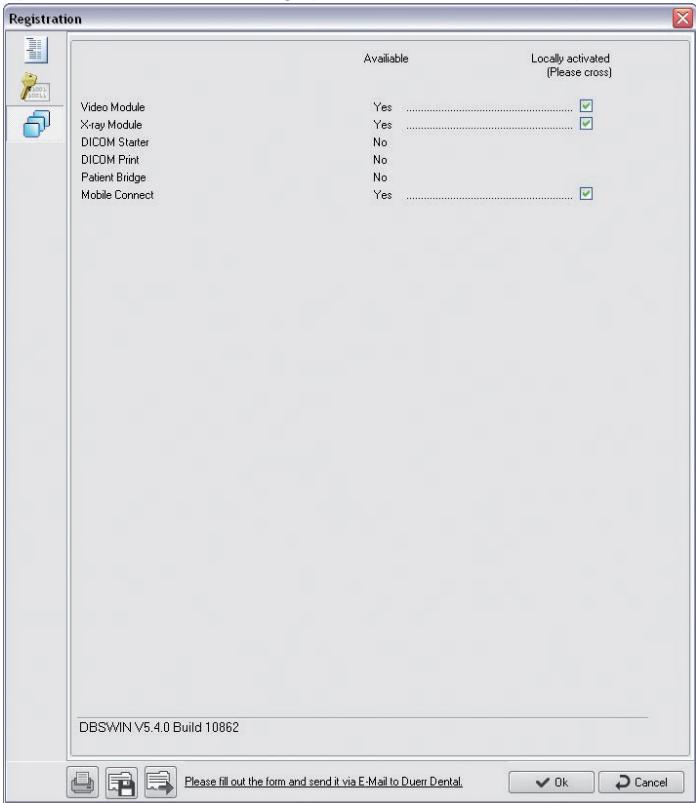 Registration
Availiable Locally activated
(Please cross)
Video Module Yes ........................................................ 
X-ray Module Yes ........................................................ 
DICOM Starter No
DICOM Print No
Patient Bridge No
Mobile Connect Yes ........................................................ 
DBSWIN V5.4.0 Build 10862
Please fill out the form and send it via E-Mail to Duerr Dental. Ok Cancel